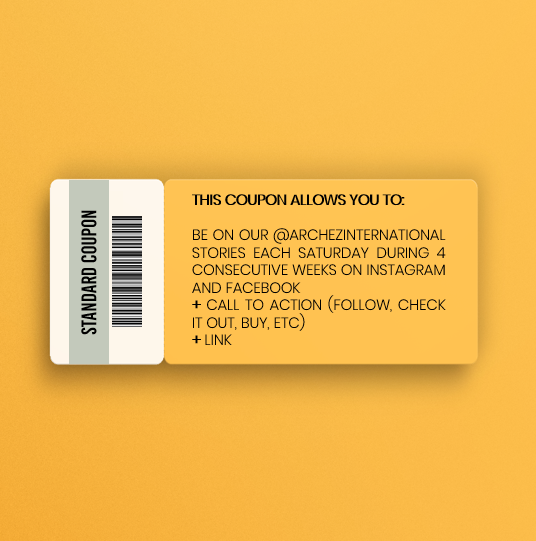 STANDARD COUPON
THIS COUPON ALLOWS YOU TO:
BE ON OUR @ARCHEZINTERNATIONAL
STORIES EACH SATURDAY DURING 4
CONSECUTIVE WEEKS ON INSTAGRAM
AND FACEBOOK
+ CALL TO ACTION (FOLLOW, CHECK
IT OUT, BUY, ETC)
+ LINK